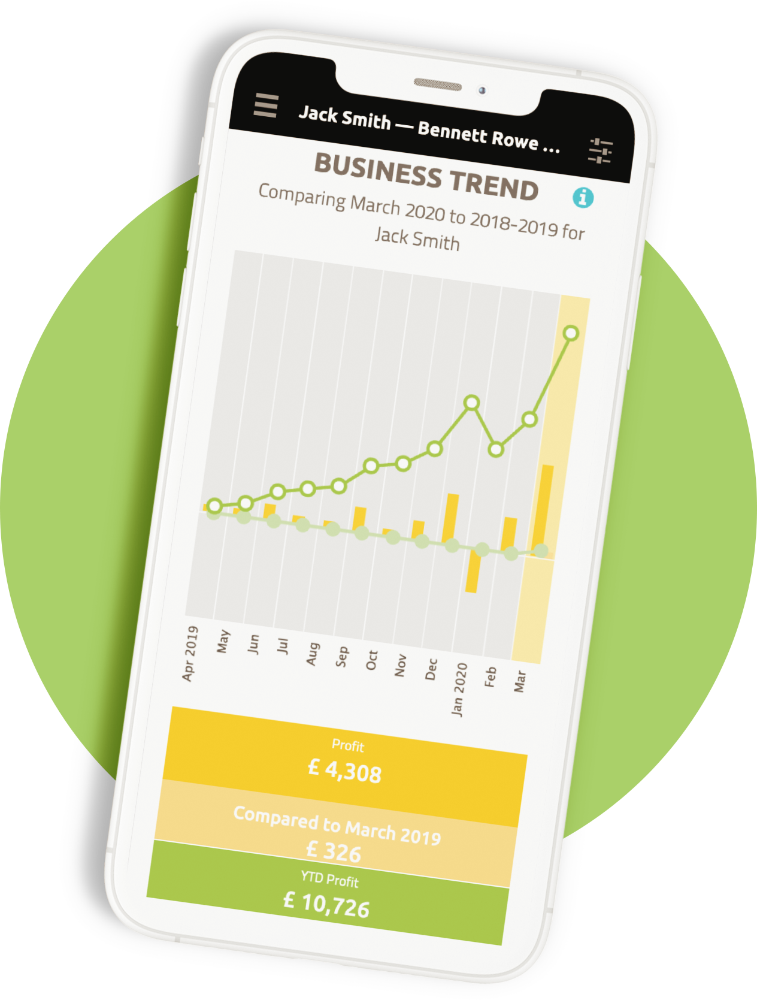 Jack Smith — Bennett Rowe ...
BUSINESS TREND
Comparing March 2020 to 2018-2019 for
Jack Smith
Apr 2019
May
Jun
Jul
Aug
Sep
Oct
Nov
Dec
Jan 2020
Feb
Mar
Profit
£ 4,308
Compared to March 2019
£ 326
YTD Profit
£ 10,726